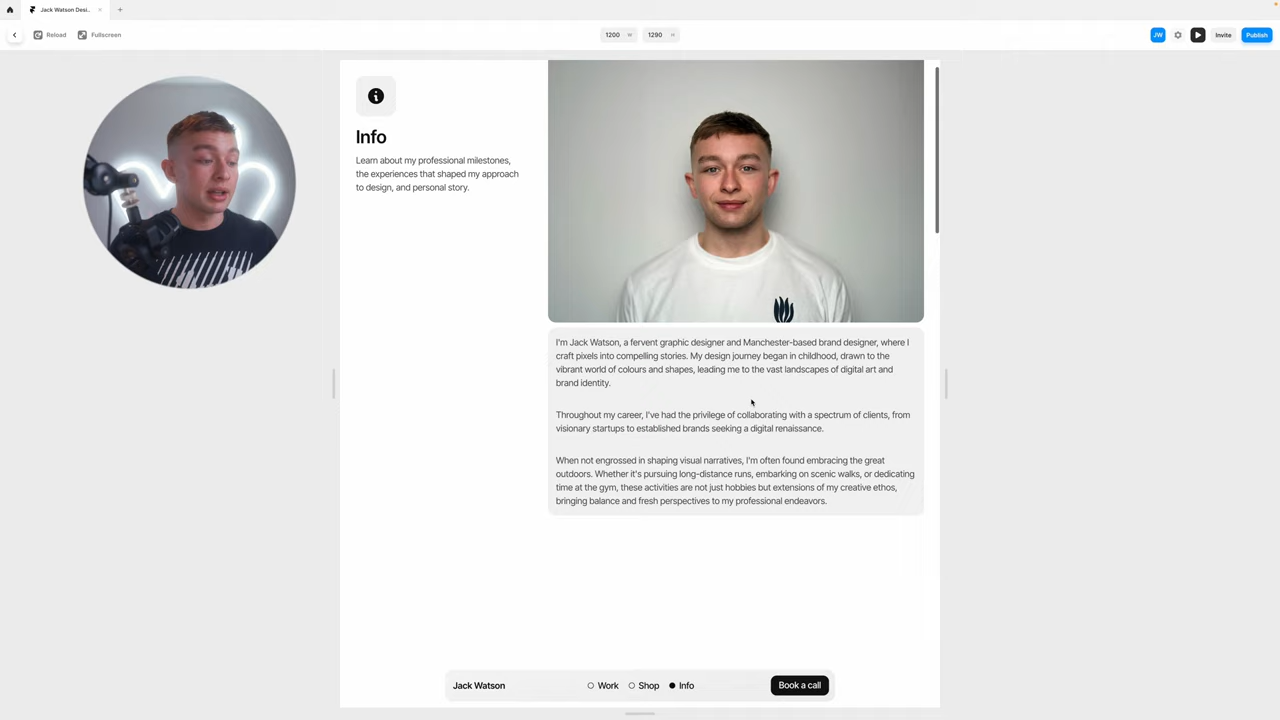 Jack Watson Desi..
Reload
Fullscreen
1200 W
1290 H
JW
Invite
Publish
Info
Learn about my professional milestones,
the experiences that shaped my approach
to design, and personal story.
I'm Jack Watson, a fervent graphic designer and Manchester-based brand designer, where I
craft pixels into compelling stories. My design journey began in childhood, drawn to the
vibrant world of colours and shapes, leading me to the vast landscapes of digital art and
brand identity.
Throughout my career, I've had the privilege of collaborating with a spectrum of clients, from
visionary startups to established brands seeking a digital renaissance.
When not engrossed in shaping visual narratives, I'm often found embracing the great
outdoors. Whether it's pursuing long-distance runs, embarking on scenic walks, or dedicating
time at the gym, these activities are not just hobbies but extensions of my creative ethos,
bringing balance and fresh perspectives to my professional endeavors.
Jack Watson
Work
Shop
Info
Book a call